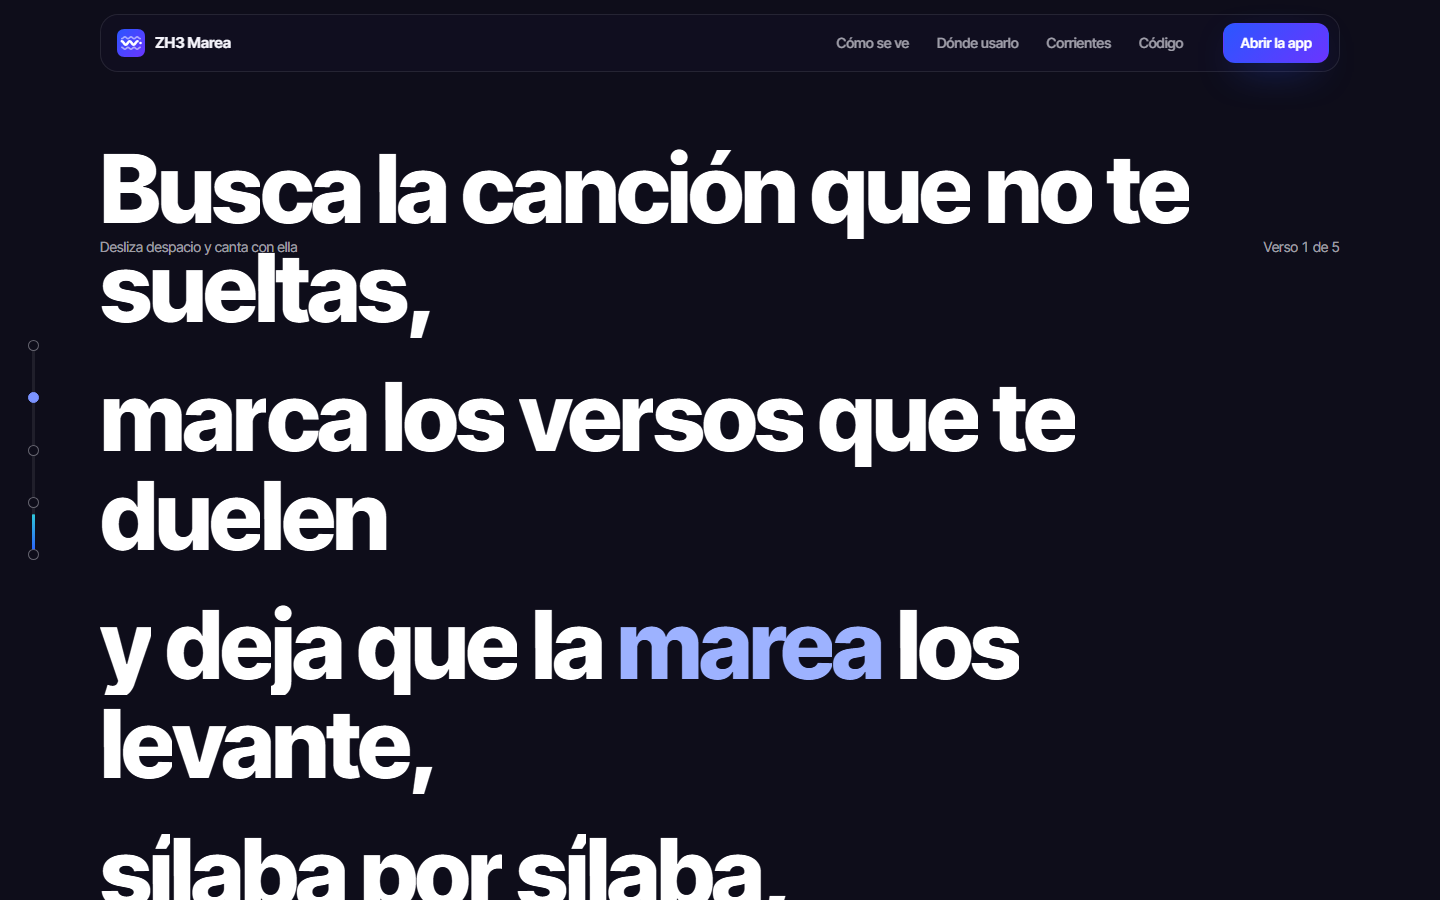 ZH3 Marea
Cómo se ve
Dónde usarlo
Corrientes
Código
Abrir la app
Busca la canción que no te
Desliza despacio y canta con ella
Verso 1 de 5
sueltas,
marca los versos que te
duelen
y deja que la marea los
levante,
sílaba por sílaba,